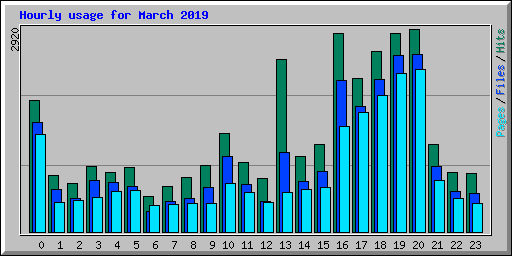 Hourly usage for March 2019
2920
Pages / Files / Hits
0 1 2 3 4 5 6 7 8 9 10 11 12 13 14 15 16 17 18 19 20 21 22 23